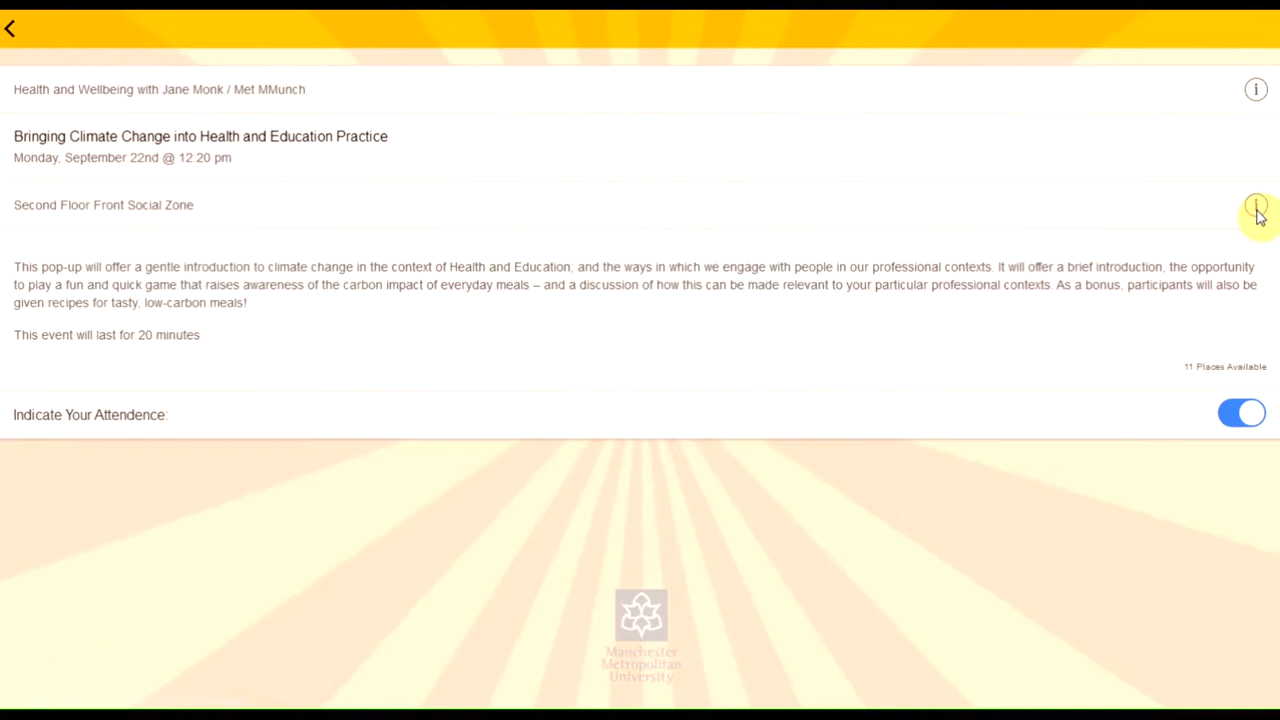 Health and Wellbeing with Jane Monk / Met MMunch
i
Bringing Climate Change into Health and Education Practice
Monday, September 22nd @ 12:20 pm
Second Floor Front Social Zone
i
This pop-up will offer a gentle introduction to climate change in the context of Health and Education; and the ways in which we engage with people in our professional contexts. It will offer a brief introduction, the opportunity
to play a fun and quick game that raises awareness of the carbon impact of everyday meals – and a discussion of how this can be made relevant to your particular professional contexts. As a bonus, participants will also be
given recipes for tasty, low-carbon meals!
This event will last for 20 minutes
11 Places Available
Indicate Your Attendence:
Manchester
Metropolitan
University